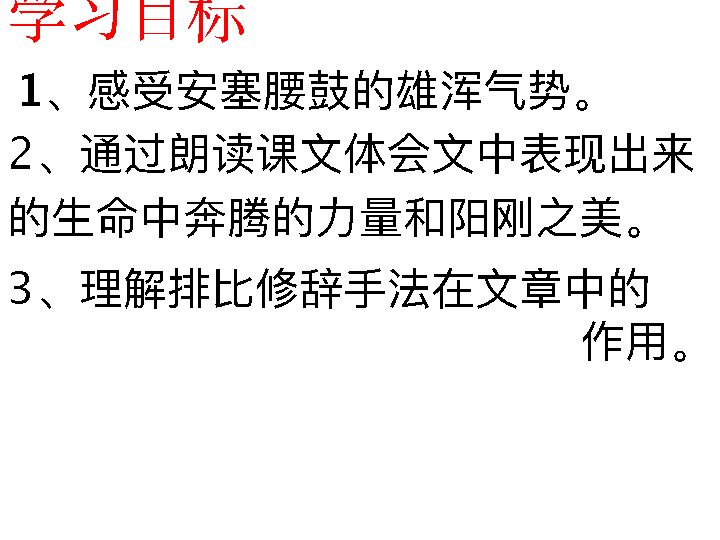 学习目标
1、感受安塞腰鼓的雄浑气势。
2、通过朗读课文体会文中表现出来
的生命中奔腾的力量和阳刚之美。
3、理解排比修辞手法在文章中的
作用。